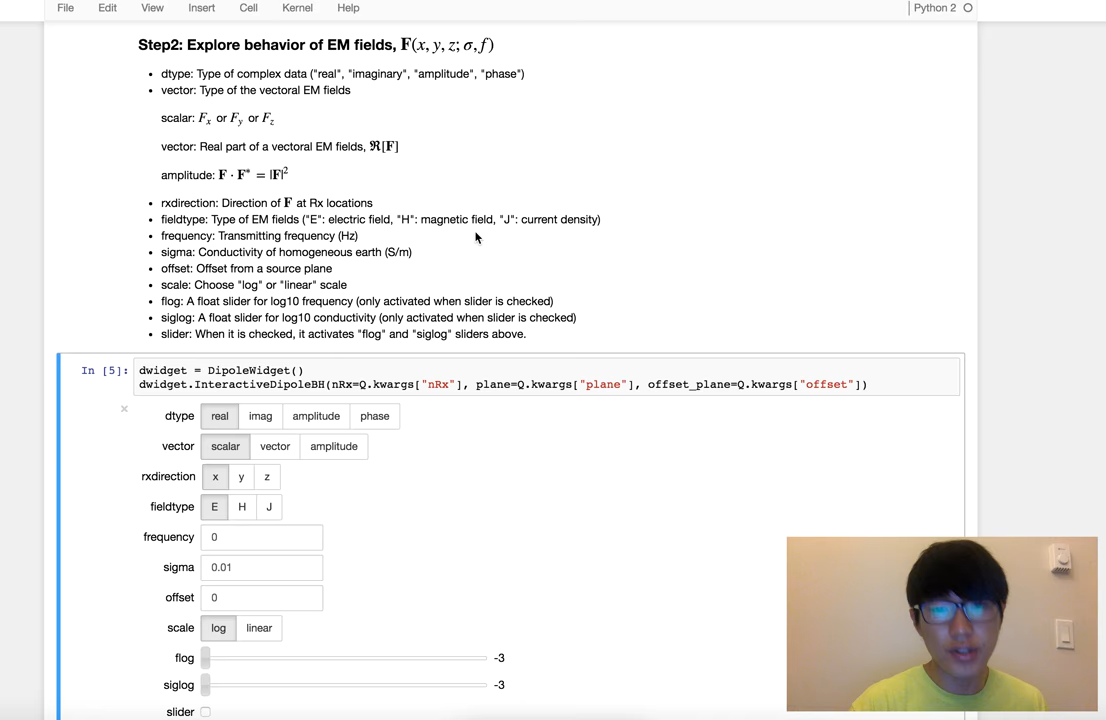 File Edit View Insert Cell Kernel Help Python 2
Step2: Explore behavior of EM fields, F(x, y, z; σ, f)
• dtype: Type of complex data ("real", "imaginary", "amplitude", "phase")
• vector: Type of the vectoral EM fields
scalar: Fx or Fy or Fz
vector: Real part of a vectoral EM fields, ℜ[F]
amplitude: F · F* = |F|²
• rxdirection: Direction of F at Rx locations
• fieldtype: Type of EM fields ("E": electric field, "H": magnetic field, "J": current density)
• frequency: Transmitting frequency (Hz)
• sigma: Conductivity of homogeneous earth (S/m)
• offset: Offset from a source plane
• scale: Choose "log" or "linear" scale
• flog: A float slider for log10 frequency (only activated when slider is checked)
• siglog: A float slider for log10 conductivity (only activated when slider is checked)
• slider: When it is checked, it activates "flog" and "siglog" sliders above.
In [5]: dwidget = DipoleWidget()
dwidget.InteractiveDipoleBH(nRx=Q.kwargs["nRx"], plane=Q.kwargs["plane"], offset_plane=Q.kwargs["offset"])
dtype real imag amplitude phase
vector scalar vector amplitude
rxdirection x y z
fieldtype E H J
frequency 0
sigma 0.01
offset 0
scale log linear
flog -3
siglog -3
slider